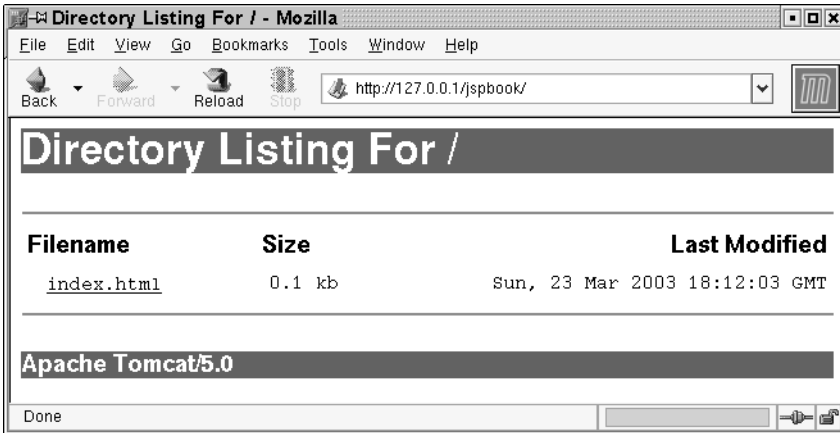 Directory Listing For / - Mozilla
File Edit View Go Bookmarks Tools Window Help
Back Forward Reload Stop http://127.0.0.1/jspbook/
Directory Listing For /
Filename Size Last Modified
index.html 0.1 kb Sun, 23 Mar 2003 18:12:03 GMT
Apache Tomcat/5.0
Done